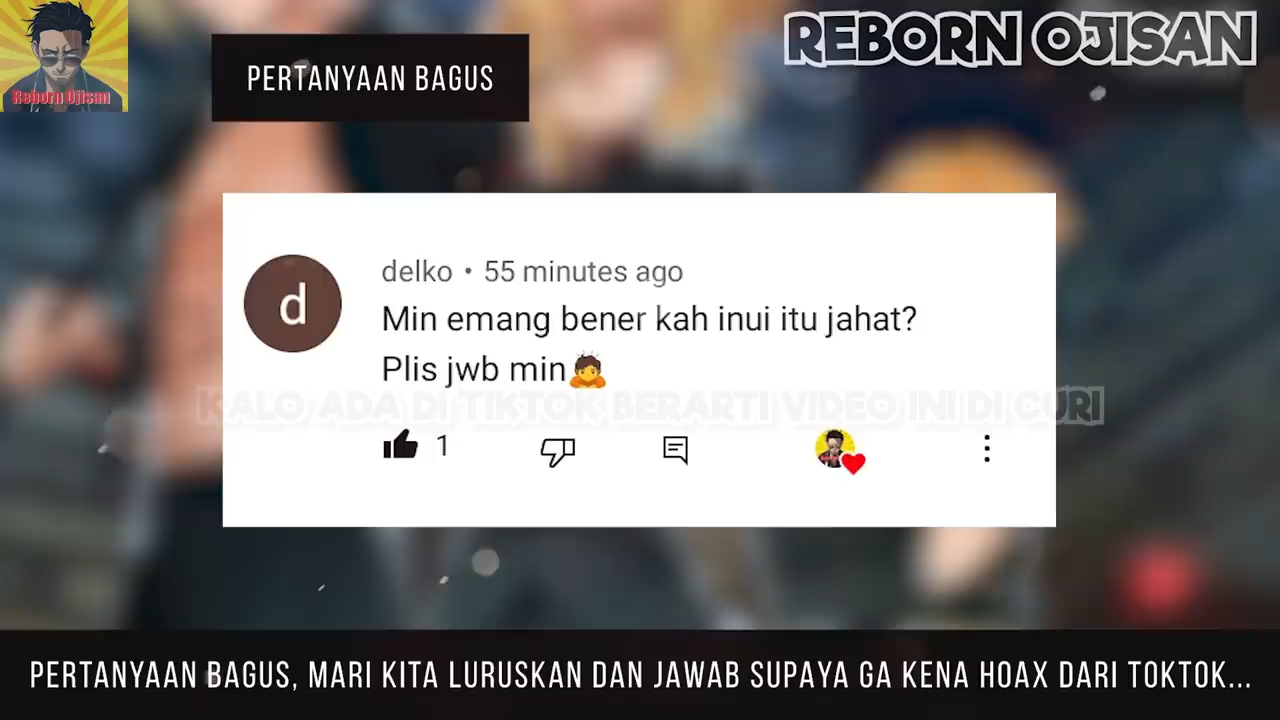 Reborn Ojisan
PERTANYAAN BAGUS
REBORN OJISAN
d
delko • 55 minutes ago
Min emang bener kah inui itu jahat?
Plis jwb min🙇
KALO ADA DI TIKTOK BERARTI VIDEO INI DI CURI
1
PERTANYAAN BAGUS, MARI KITA LURUSKAN DAN JAWAB SUPAYA GA KENA HOAX DARI TOKTOK...